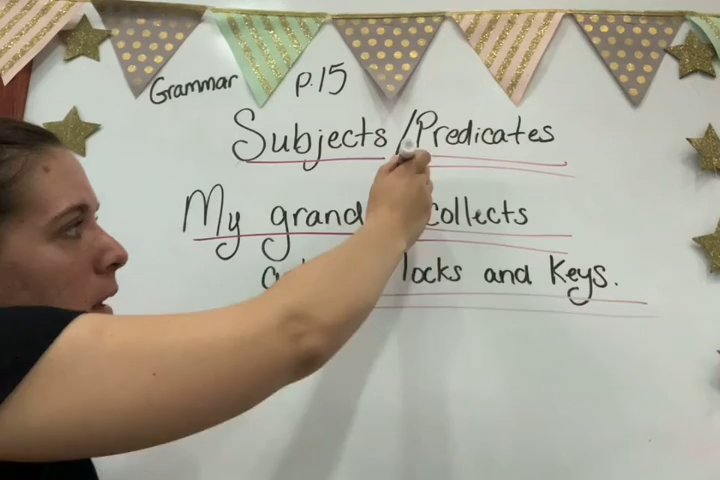 Grammar p.15
Subjects/Predicates
My grand collects
locks and keys.